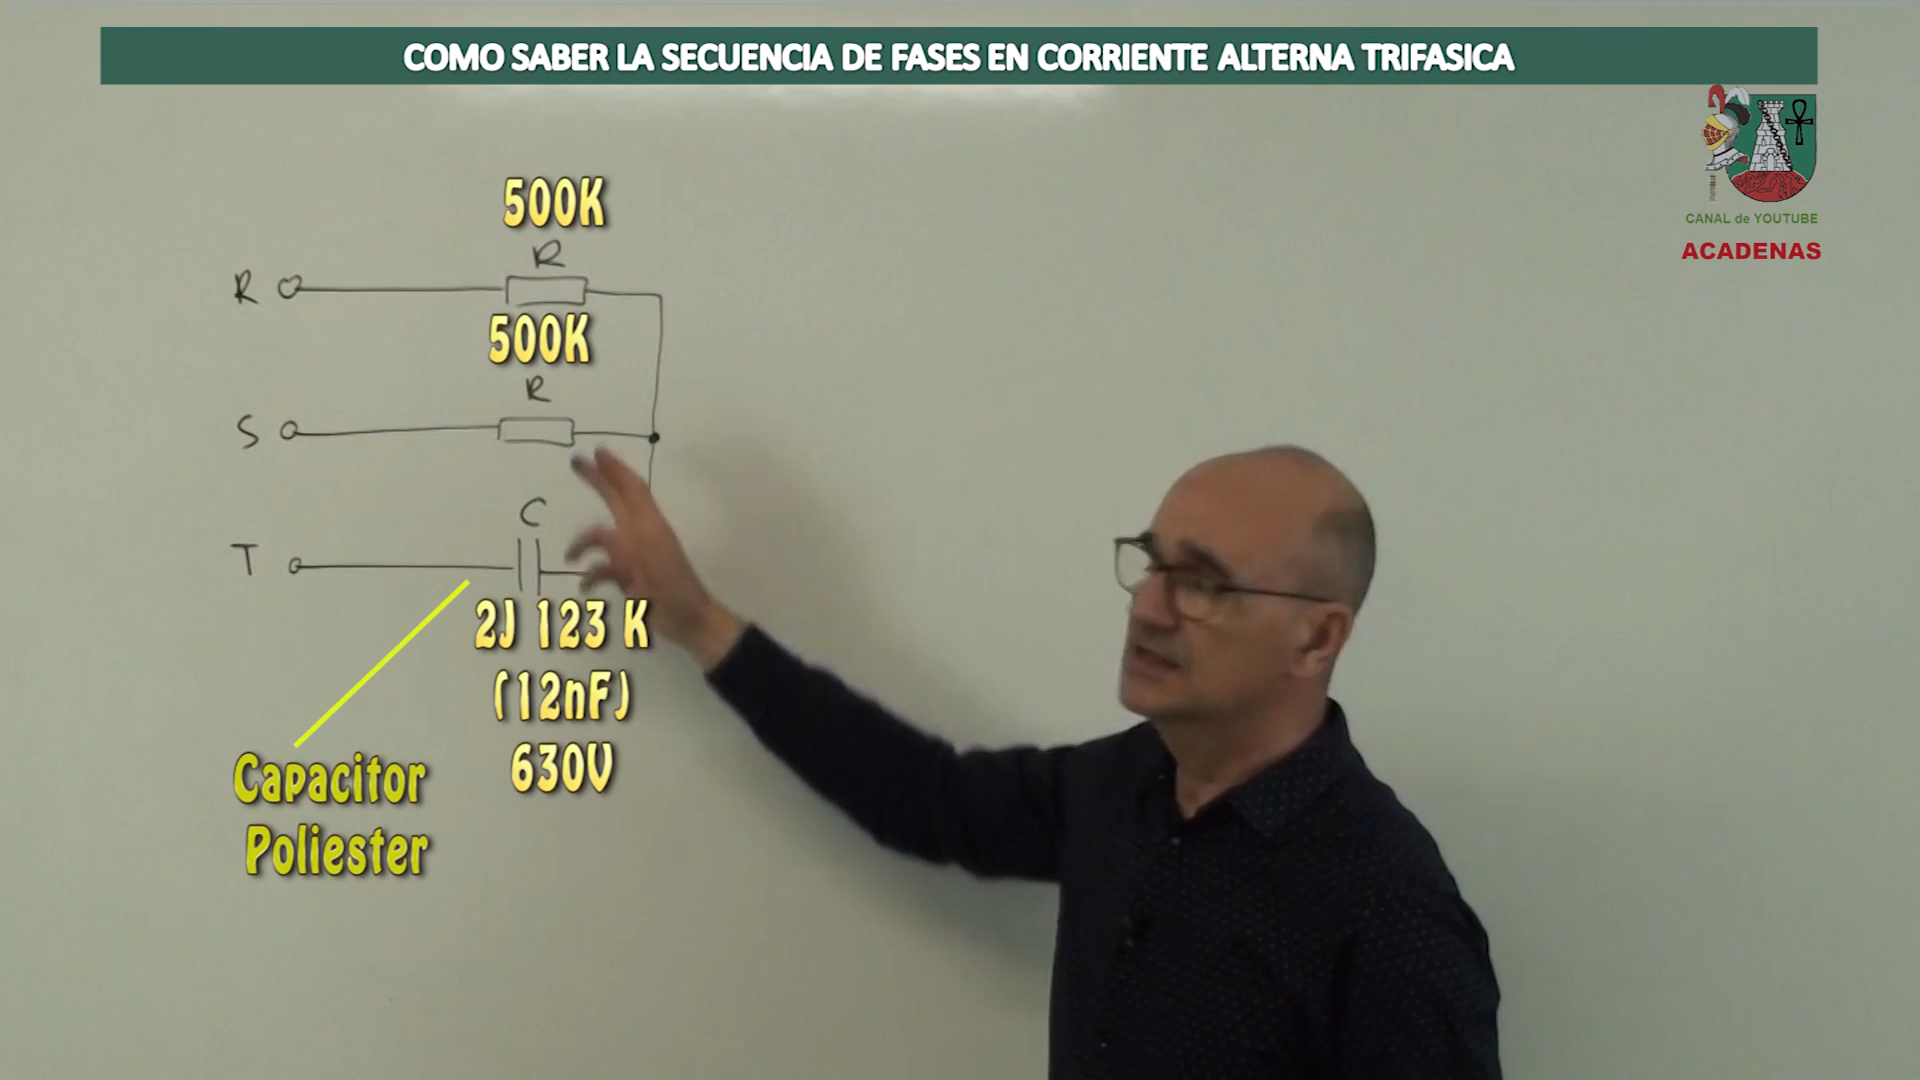 COMO SABER LA SECUENCIA DE FASES EN CORRIENTE ALTERNA TRIFASICA
CANAL de YOUTUBE
ACADENAS
500K
R
R
500K
R
S
C
T
2J 123 K
(12nF)
630V
Capacitor
Poliester